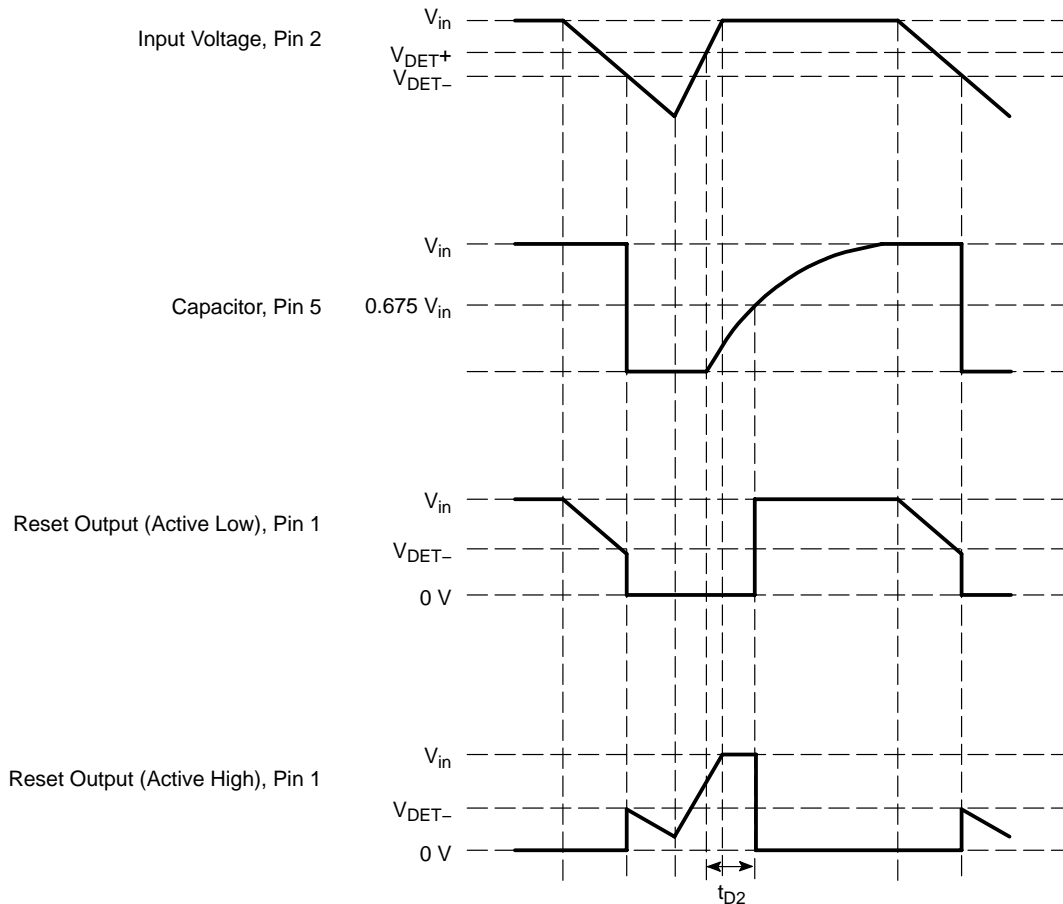 V_in
Input Voltage, Pin 2
V_DET+
V_DET−
V_in
Capacitor, Pin 5
0.675 V_in
V_in
Reset Output (Active Low), Pin 1
V_DET−
0 V
V_in
Reset Output (Active High), Pin 1
V_DET−
0 V
t_D2